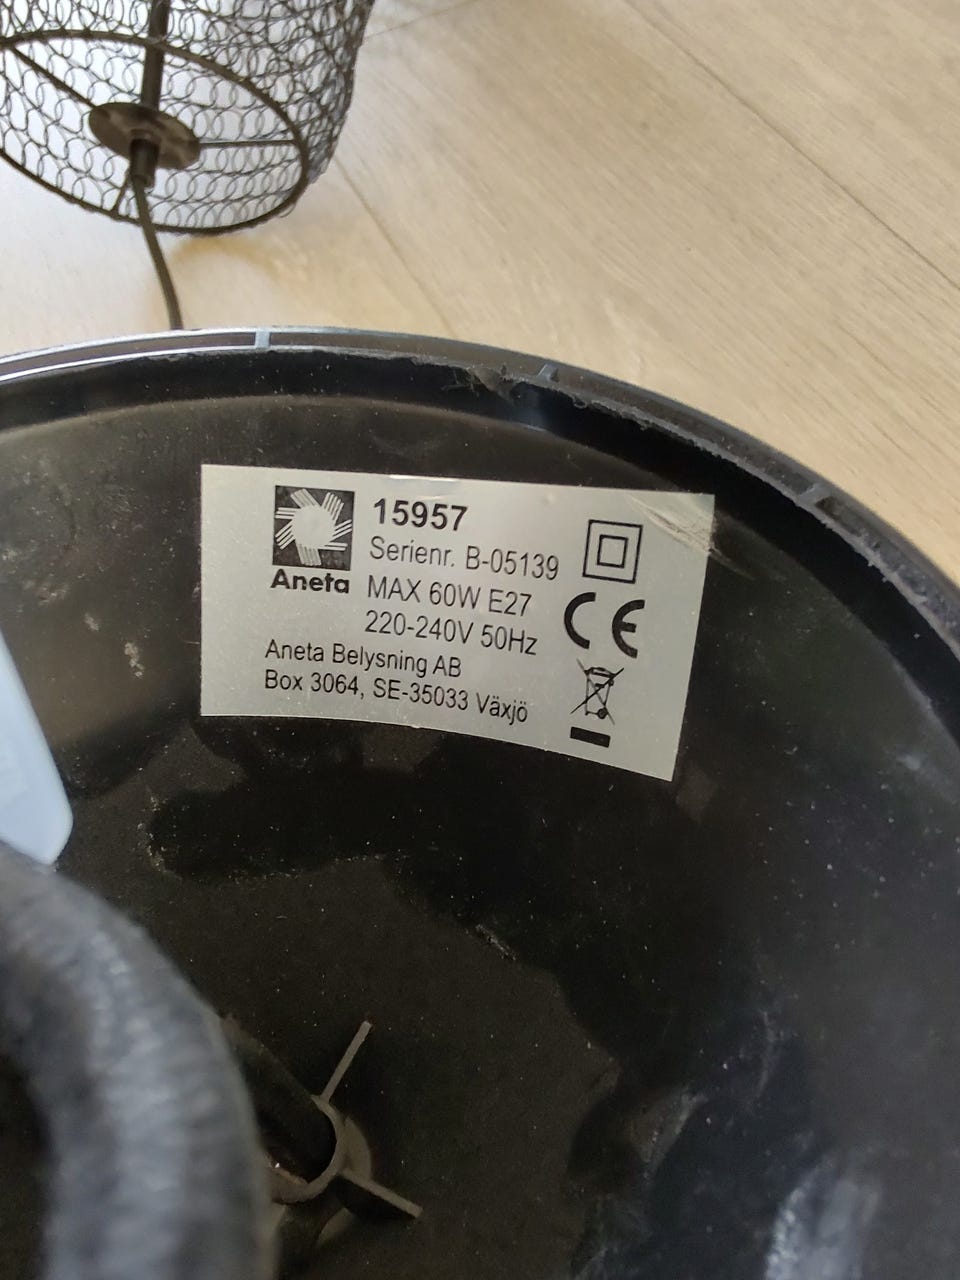 15957
Serienr. B-05139
Aneta
MAX 60W E27
220-240V 50Hz
Aneta Belysning AB
Box 3064, SE-35033 Växjö
CE